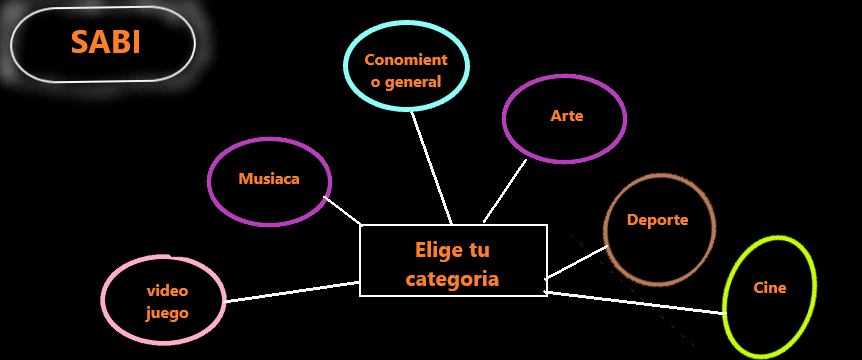 SABI
Conomient
o general
Arte
Musiaca
Deporte
Elige tu
categoria
Cine
video
juego